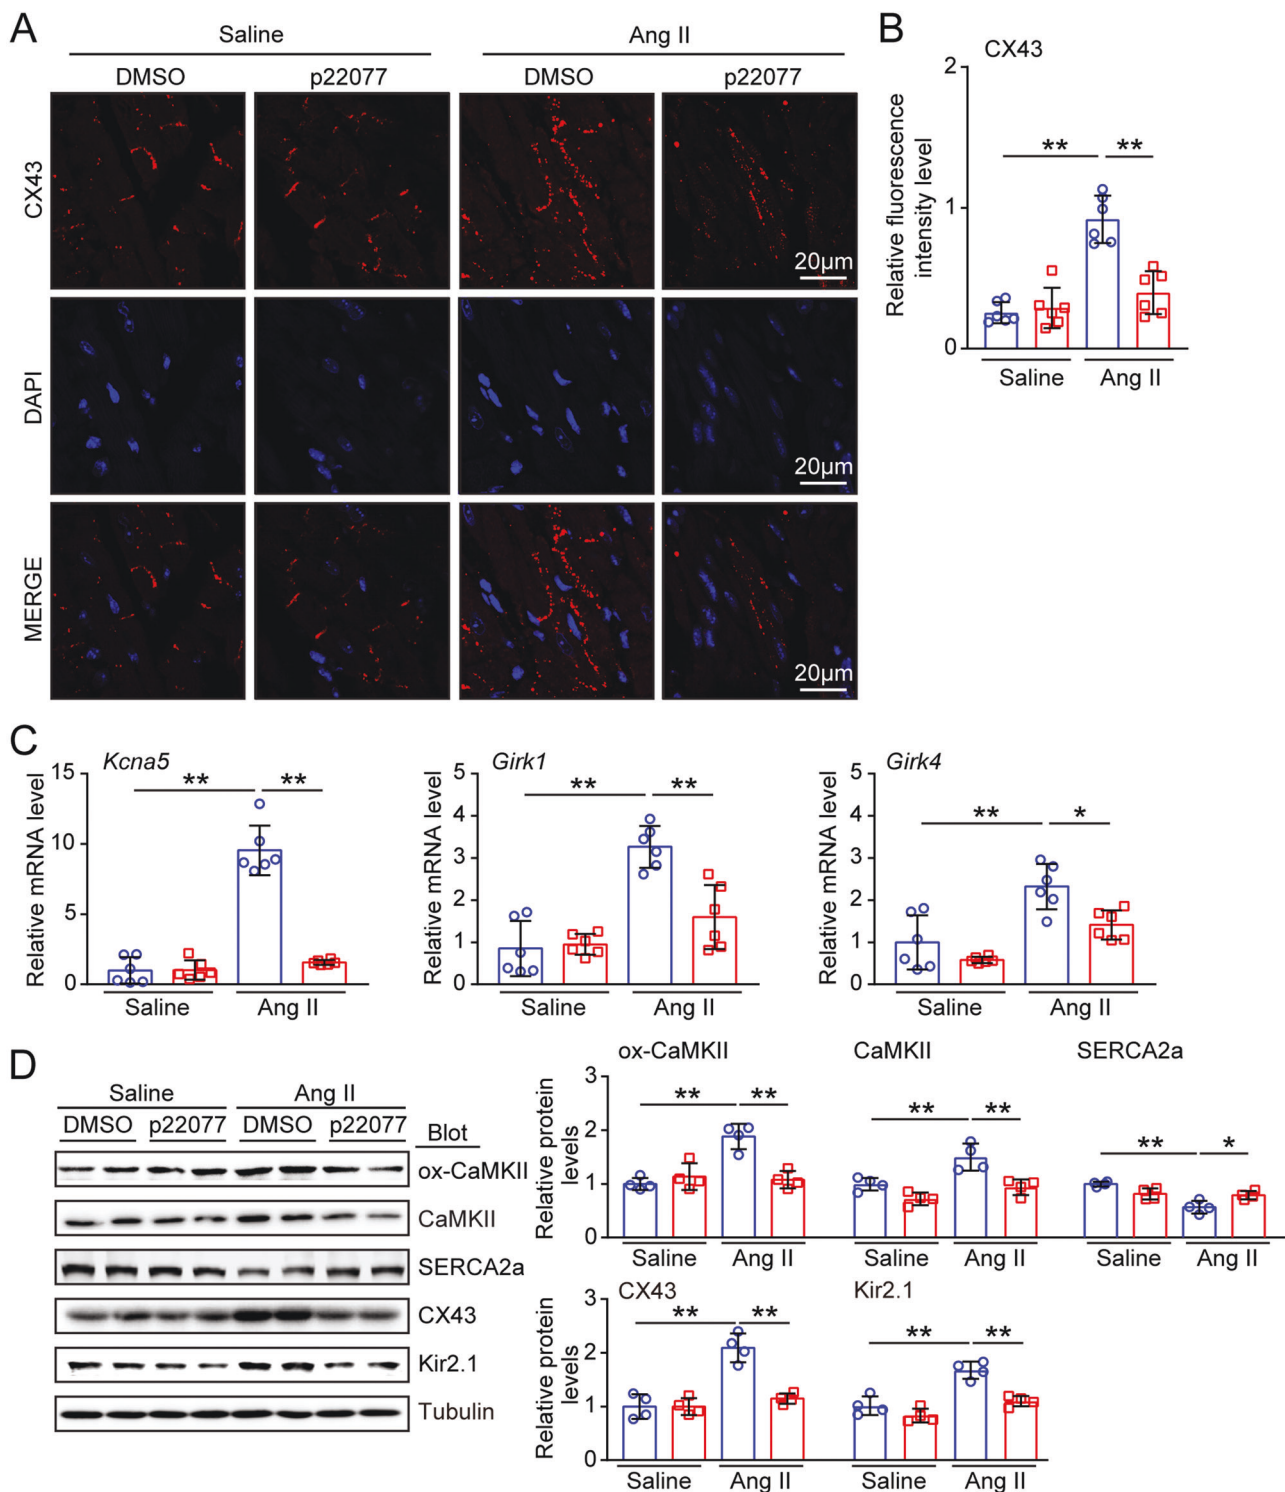 A
Saline
Ang II
DMSO
p22077
DMSO
p22077
CX43
20μm
DAPI
20μm
MERGE
20μm
B
CX43
Relative fluorescence
intensity level
2
1
0
**
**
Saline
Ang II
C
Kcna5
Relative mRNA level
15
10
5
0
**
**
Saline
Ang II
Girk1
Relative mRNA level
5
4
3
2
1
0
**
**
Saline
Ang II
Girk4
Relative mRNA level
5
4
3
2
1
0
**
*
Saline
Ang II
D
Saline
Ang II
DMSO
p22077
DMSO
p22077
Blot
ox-CaMKII
CaMKII
SERCA2a
CX43
Kir2.1
Tubulin
ox-CaMKII
CaMKII
SERCA2a
Relative protein
levels
3
2
1
0
**
**
**
**
**
*
Saline
Ang II
Saline
Ang II
Saline
Ang II
CX43
Kir2.1
Relative protein
levels
3
2
1
0
**
**
**
**
Saline
Ang II
Saline
Ang II